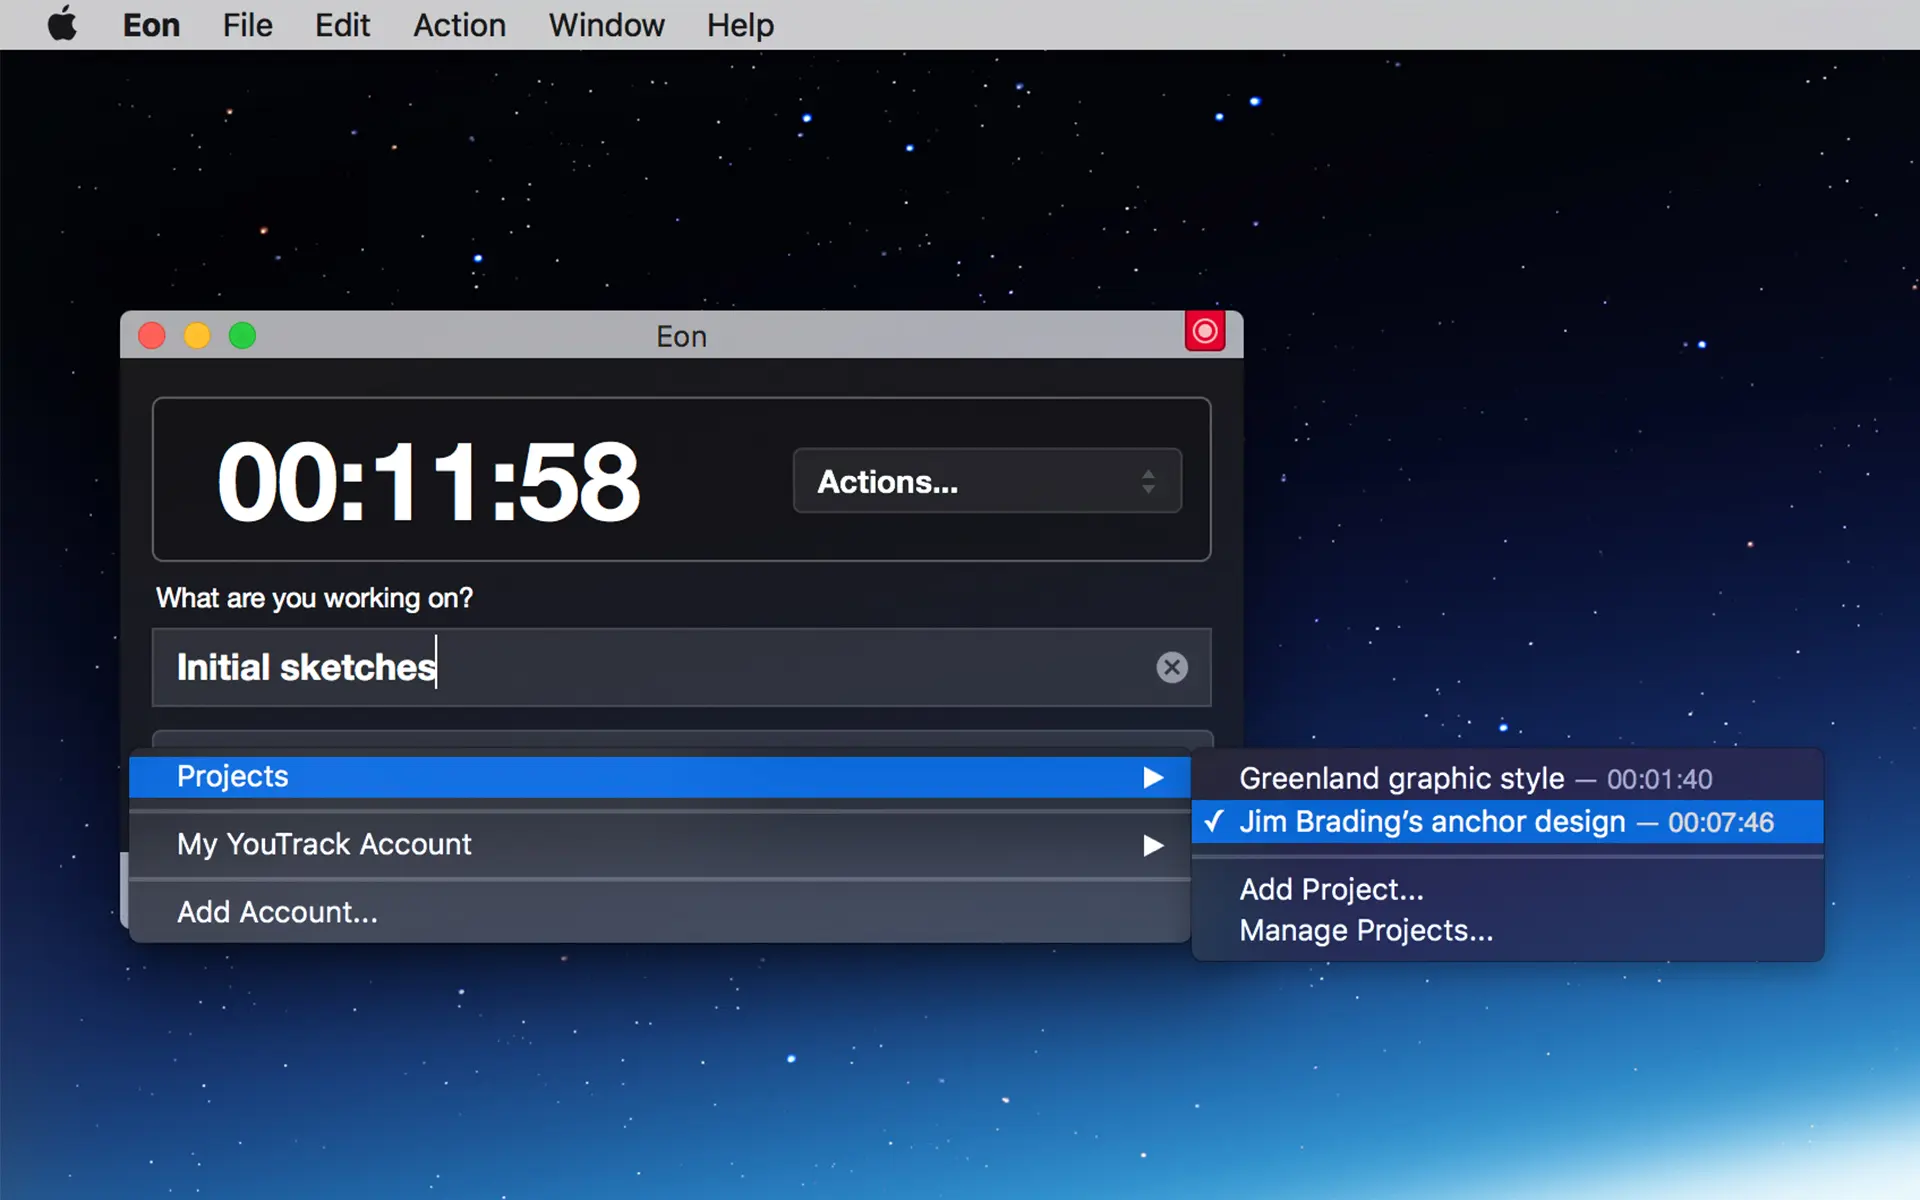 Eon File Edit Action Window Help
Eon
00:11:58
Actions...
What are you working on?
Initial sketches
Projects
My YouTrack Account
Add Account...
Greenland graphic style — 00:01:40
✓ Jim Brading’s anchor design — 00:07:46
Add Project...
Manage Projects...